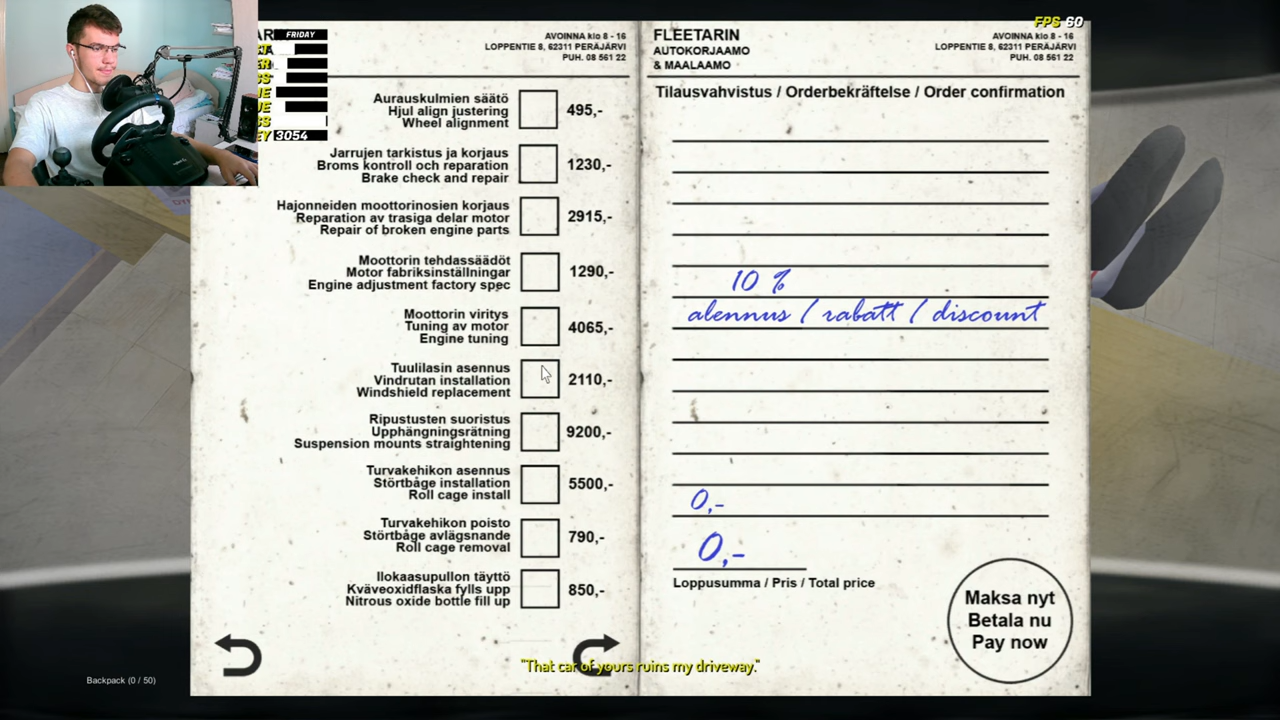 FRIDAY
3054
FPS 60
AVOINNA klo 8 - 16
LOPPENTIE 8, 62311 PERÄJÄRVI
PUH. 08 561 22
Aurauskulmien säätö
Hjul align justering
Wheel alignment
495,-
Jarrujen tarkistus ja korjaus
Broms kontroll och reparation
Brake check and repair
1230,-
Hajonneiden moottorinosien korjaus
Reparation av trasiga delar motor
Repair of broken engine parts
2915,-
Moottorin tehdassäädöt
Motor fabriksinställningar
Engine adjustment factory spec
1290,-
Moottorin viritys
Tuning av motor
Engine tuning
4065,-
Tuulilasin asennus
Vindrutan installation
Windshield replacement
2110,-
Ripustusten suoristus
Upphängningsrätning
Suspension mounts straightening
9200,-
Turvakehikon asennus
Störtbåge installation
Roll cage install
5500,-
Turvakehikon poisto
Störtbåge avlägsnande
Roll cage removal
790,-
Ilokaasupullon täyttö
Kväveoxidflaska fylls upp
Nitrous oxide bottle fill up
850,-
FLEETARIN
AUTOKORJAAMO
& MAALAAMO
AVOINNA klo 8 - 16
LOPPENTIE 8, 62311 PERÄJÄRVI
PUH. 08 561 22
Tilausvahvistus / Orderbekräftelse / Order confirmation
10 %
alennus / rabatt / discount
0,-
0,-
Loppusumma / Pris / Total price
Maksa nyt
Betala nu
Pay now
"That car of yours ruins my driveway."
Backpack (0 / 50)